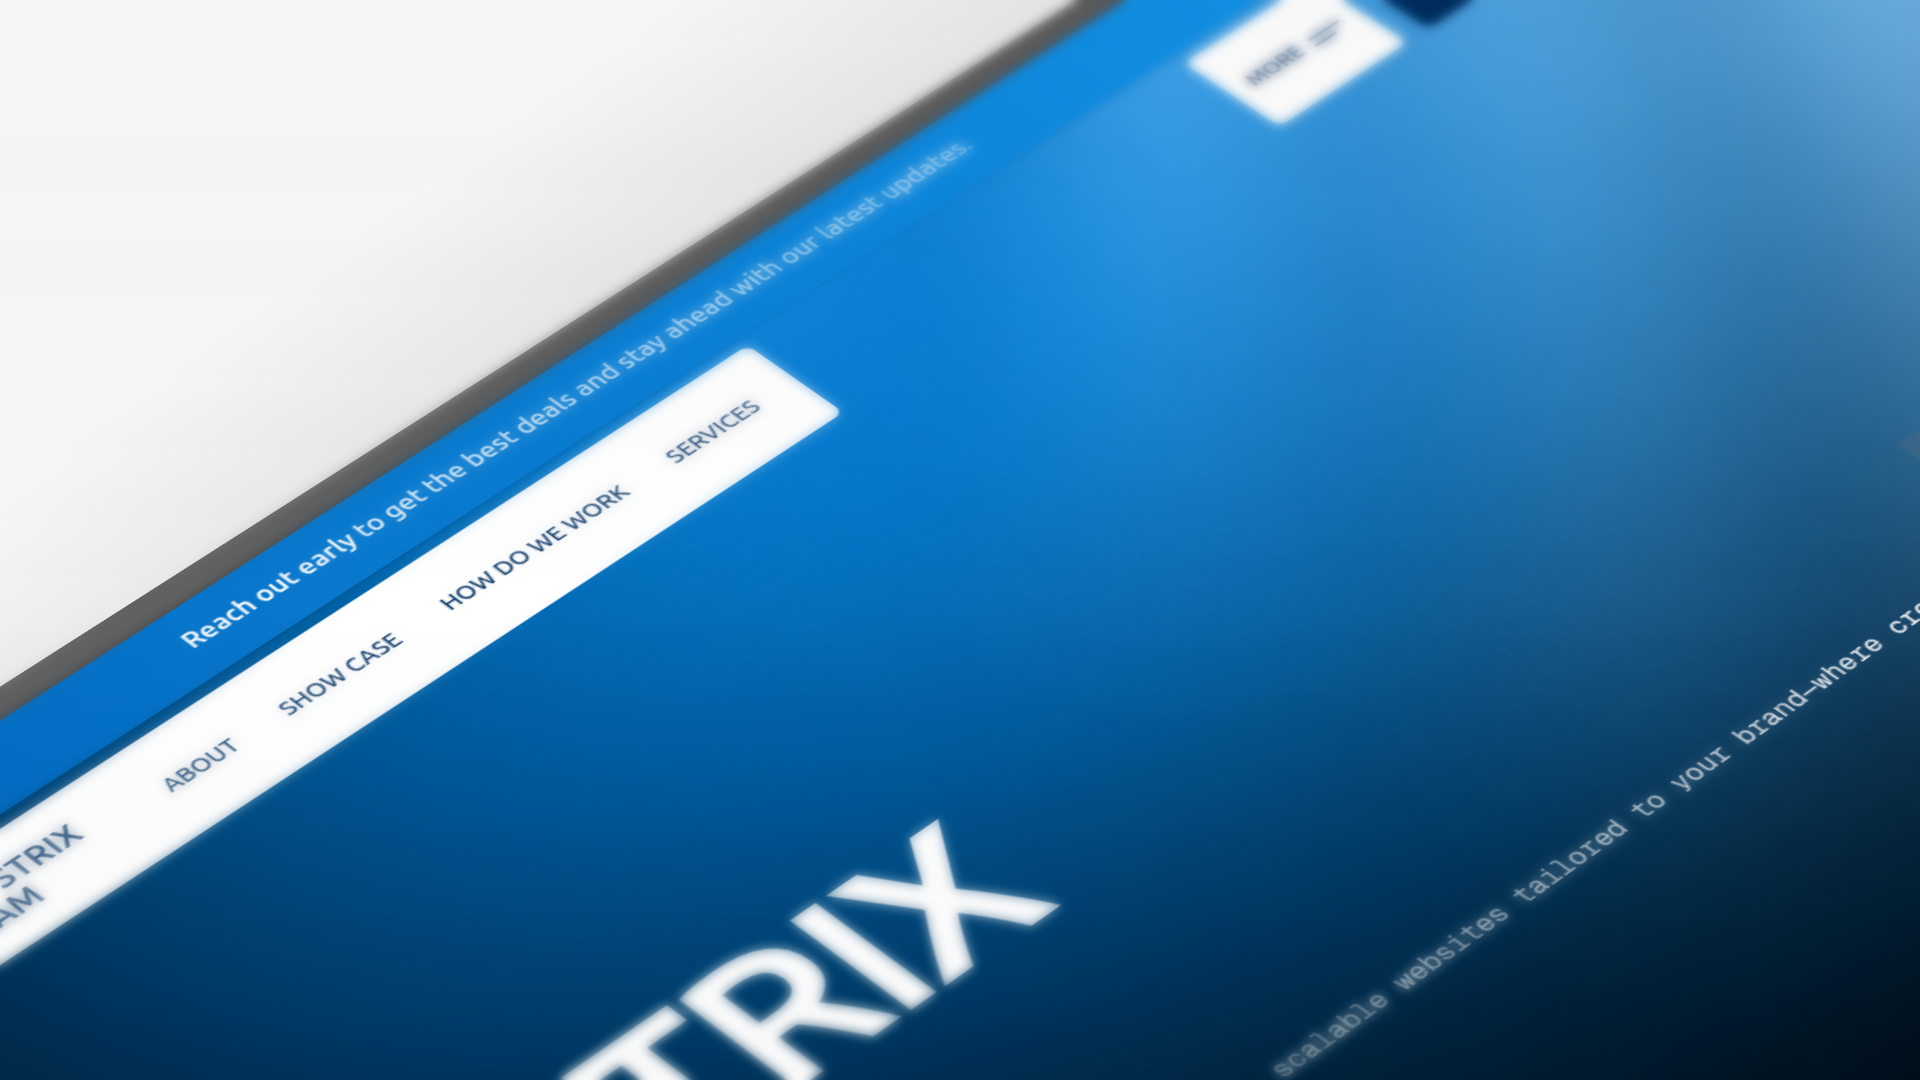 Reach out early to get the best deals and stay ahead with our latest updates.
MORE
STRIX
AM
ABOUT
SHOW CASE
HOW DO WE WORK
SERVICES
TRIX
scalable websites tailored to your brand—where